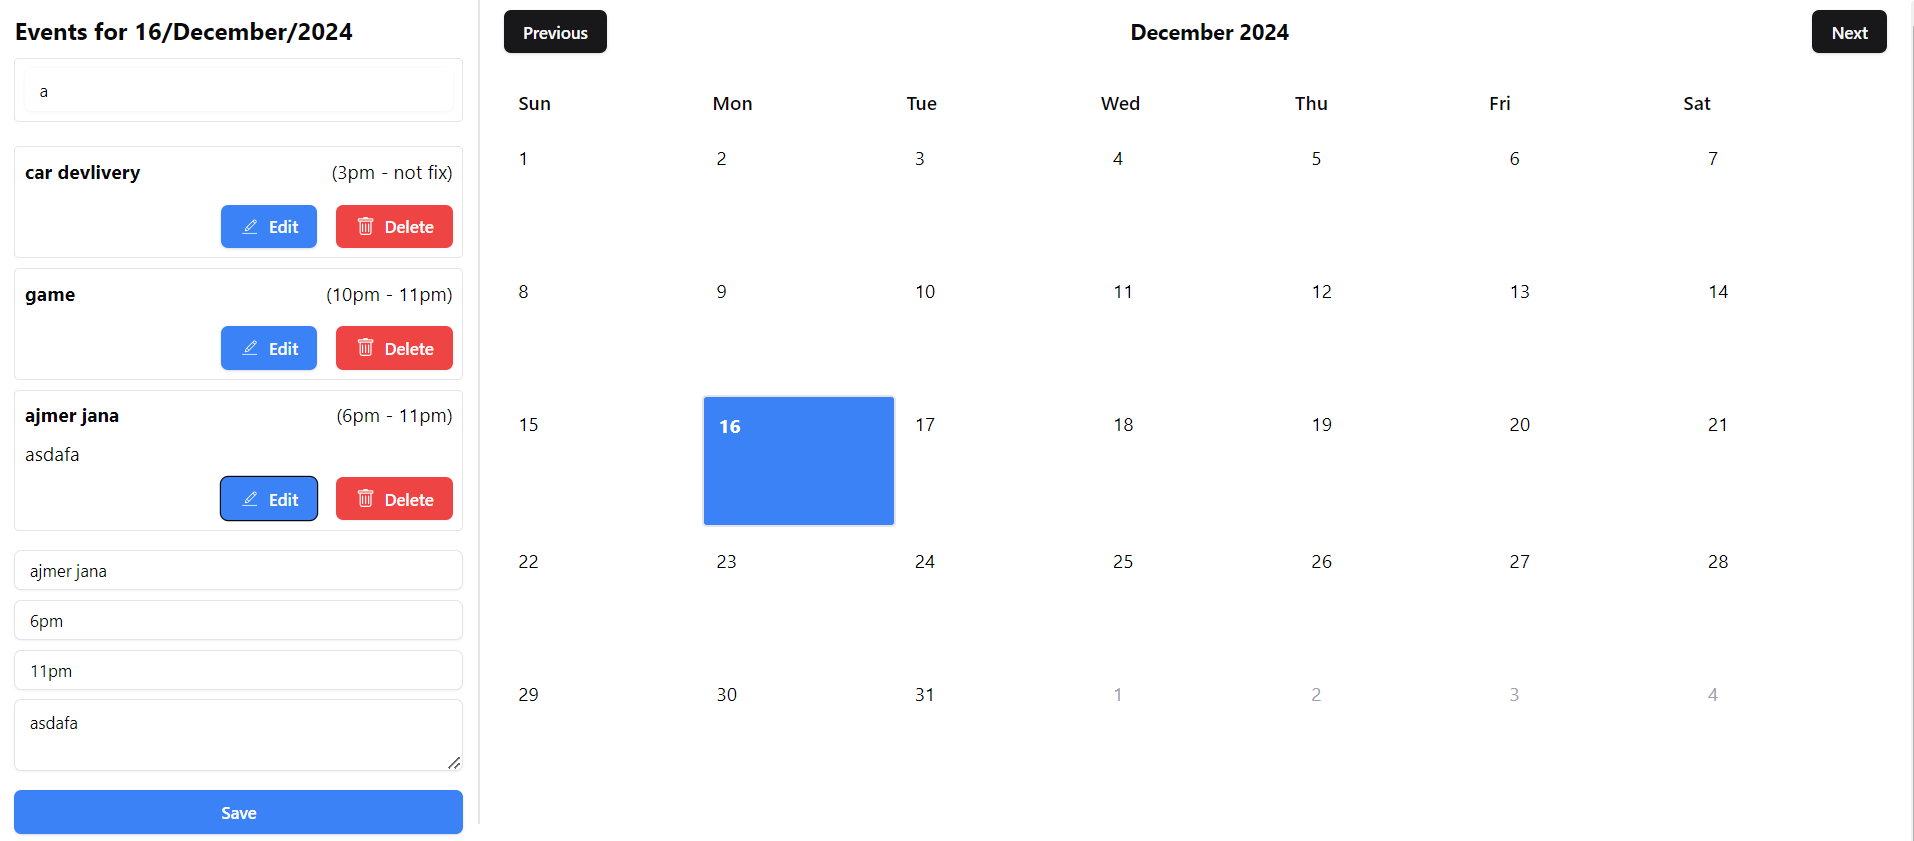 Events for 16/December/2024
a
car devlivery (3pm - not fix)
Edit Delete
game (10pm - 11pm)
Edit Delete
ajmer jana (6pm - 11pm)
asdafa
Edit Delete
ajmer jana
6pm
11pm
asdafa
Save
Previous December 2024 Next
Sun Mon Tue Wed Thu Fri Sat
1 2 3 4 5 6 7
8 9 10 11 12 13 14
15 16 17 18 19 20 21
22 23 24 25 26 27 28
29 30 31 1 2 3 4